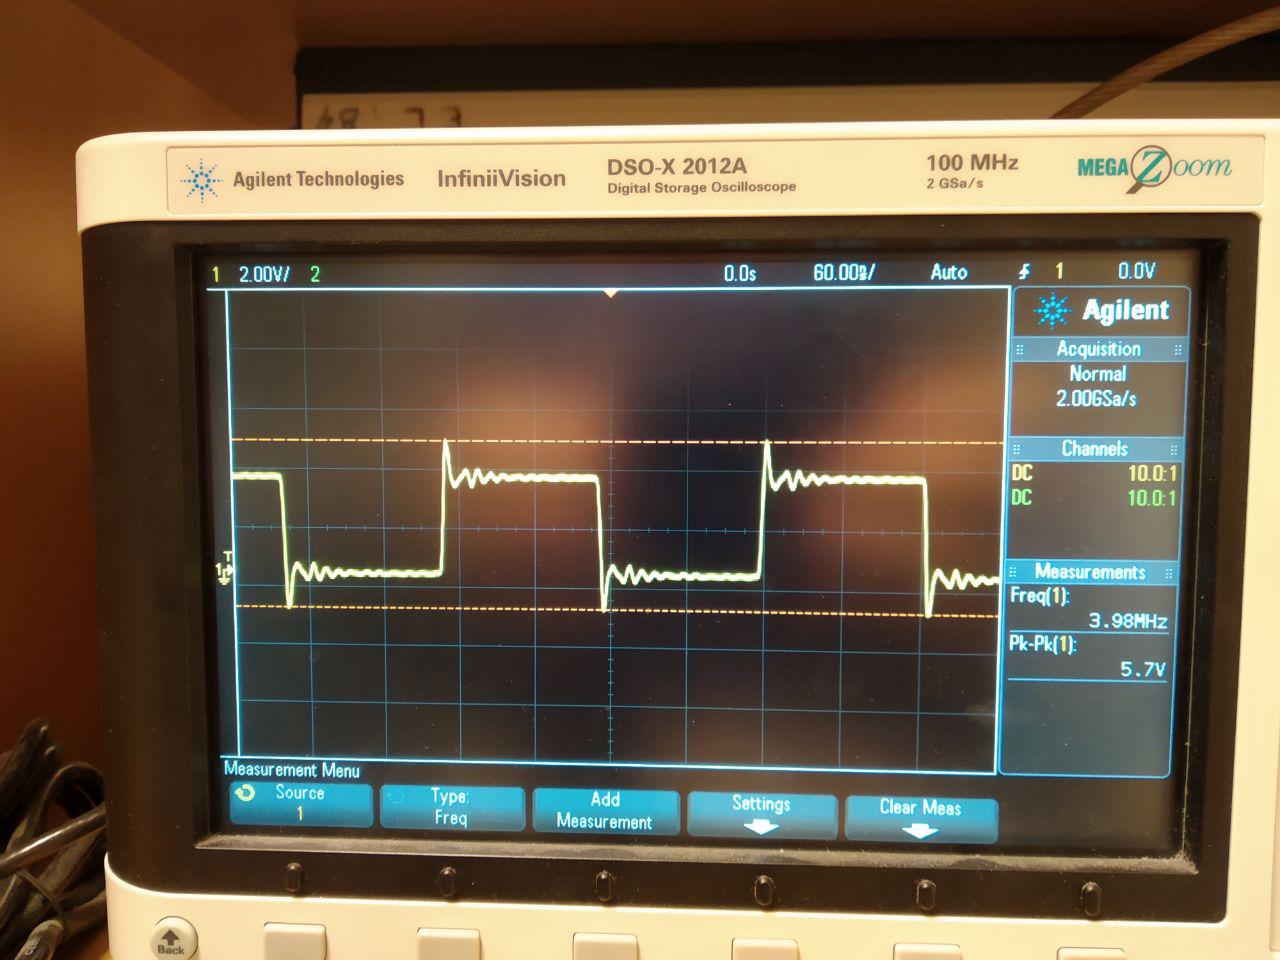 Agilent Technologies InfiniiVision DSO-X 2012A 100 MHz MEGA Zoom
Digital Storage Oscilloscope 2 GSa/s
1 2.00V/ 2 0.0s 60.00ns/ Auto 1 0.0V
Agilent
Acquisition
Normal
2.00GSa/s
Channels
DC 10.0:1
DC 10.0:1
T
1
Measurements
Freq(1):
3.98MHz
Pk-Pk(1):
5.7V
Measurement Menu
Source
1
Type:
Freq
Add
Measurement
Settings
Clear Meas
Back